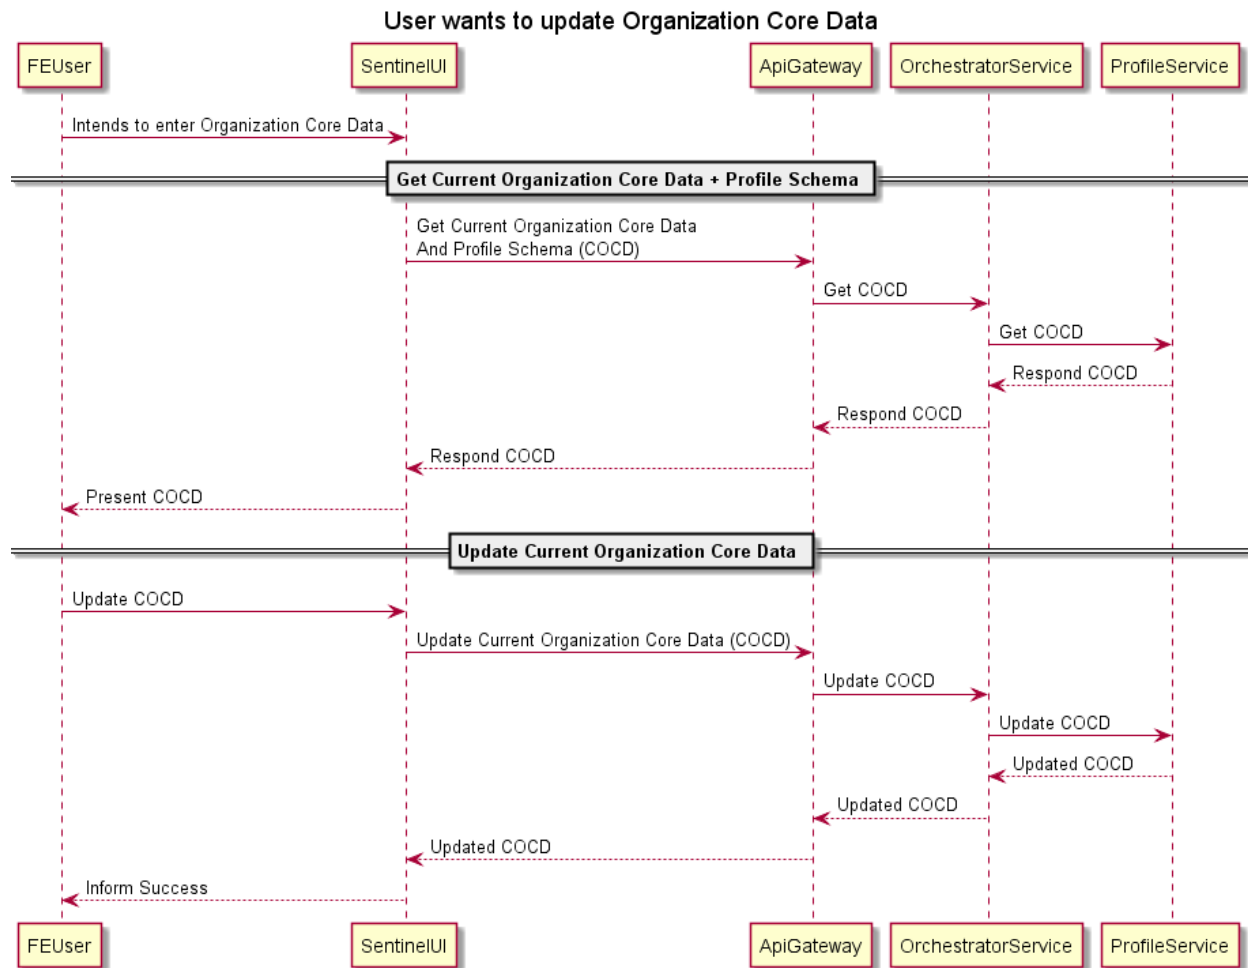 User wants to update Organization Core Data
FEUser
SentinelUI
ApiGateway
OrchestratorService
ProfileService
Intends to enter Organization Core Data
Get Current Organization Core Data + Profile Schema
Get Current Organization Core Data
And Profile Schema (COCD)
Get COCD
Get COCD
Respond COCD
Respond COCD
Respond COCD
Present COCD
Update Current Organization Core Data
Update COCD
Update Current Organization Core Data (COCD)
Update COCD
Update COCD
Updated COCD
Updated COCD
Updated COCD
Inform Success
FEUser
SentinelUI
ApiGateway
OrchestratorService
ProfileService